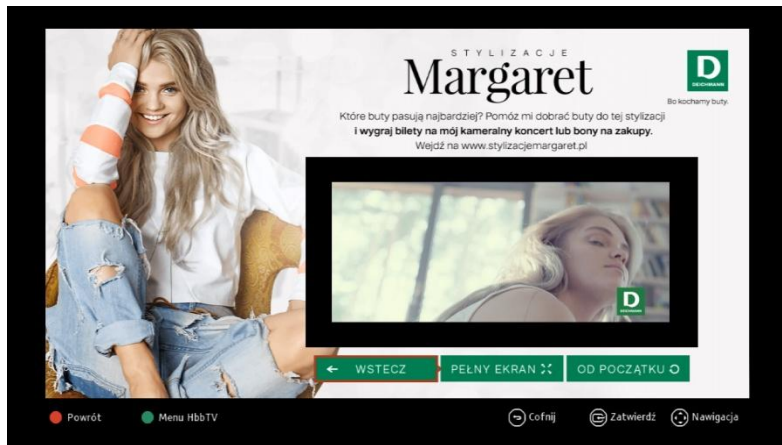 STYLIZACJE
Margaret
Które buty pasują najbardziej? Pomóż mi dobrać buty do tej stylizacji
i wygraj bilety na mój kameralny koncert lub bony na zakupy.
Wejdź na www.stylizacjemargaret.pl
D
DEICHMANN
Bo kochamy buty.
D
WSTECZ
PEŁNY EKRAN
OD POCZĄTKU
Powrót
Menu HbbTV
Cofnij
Zatwierdź
Nawigacja